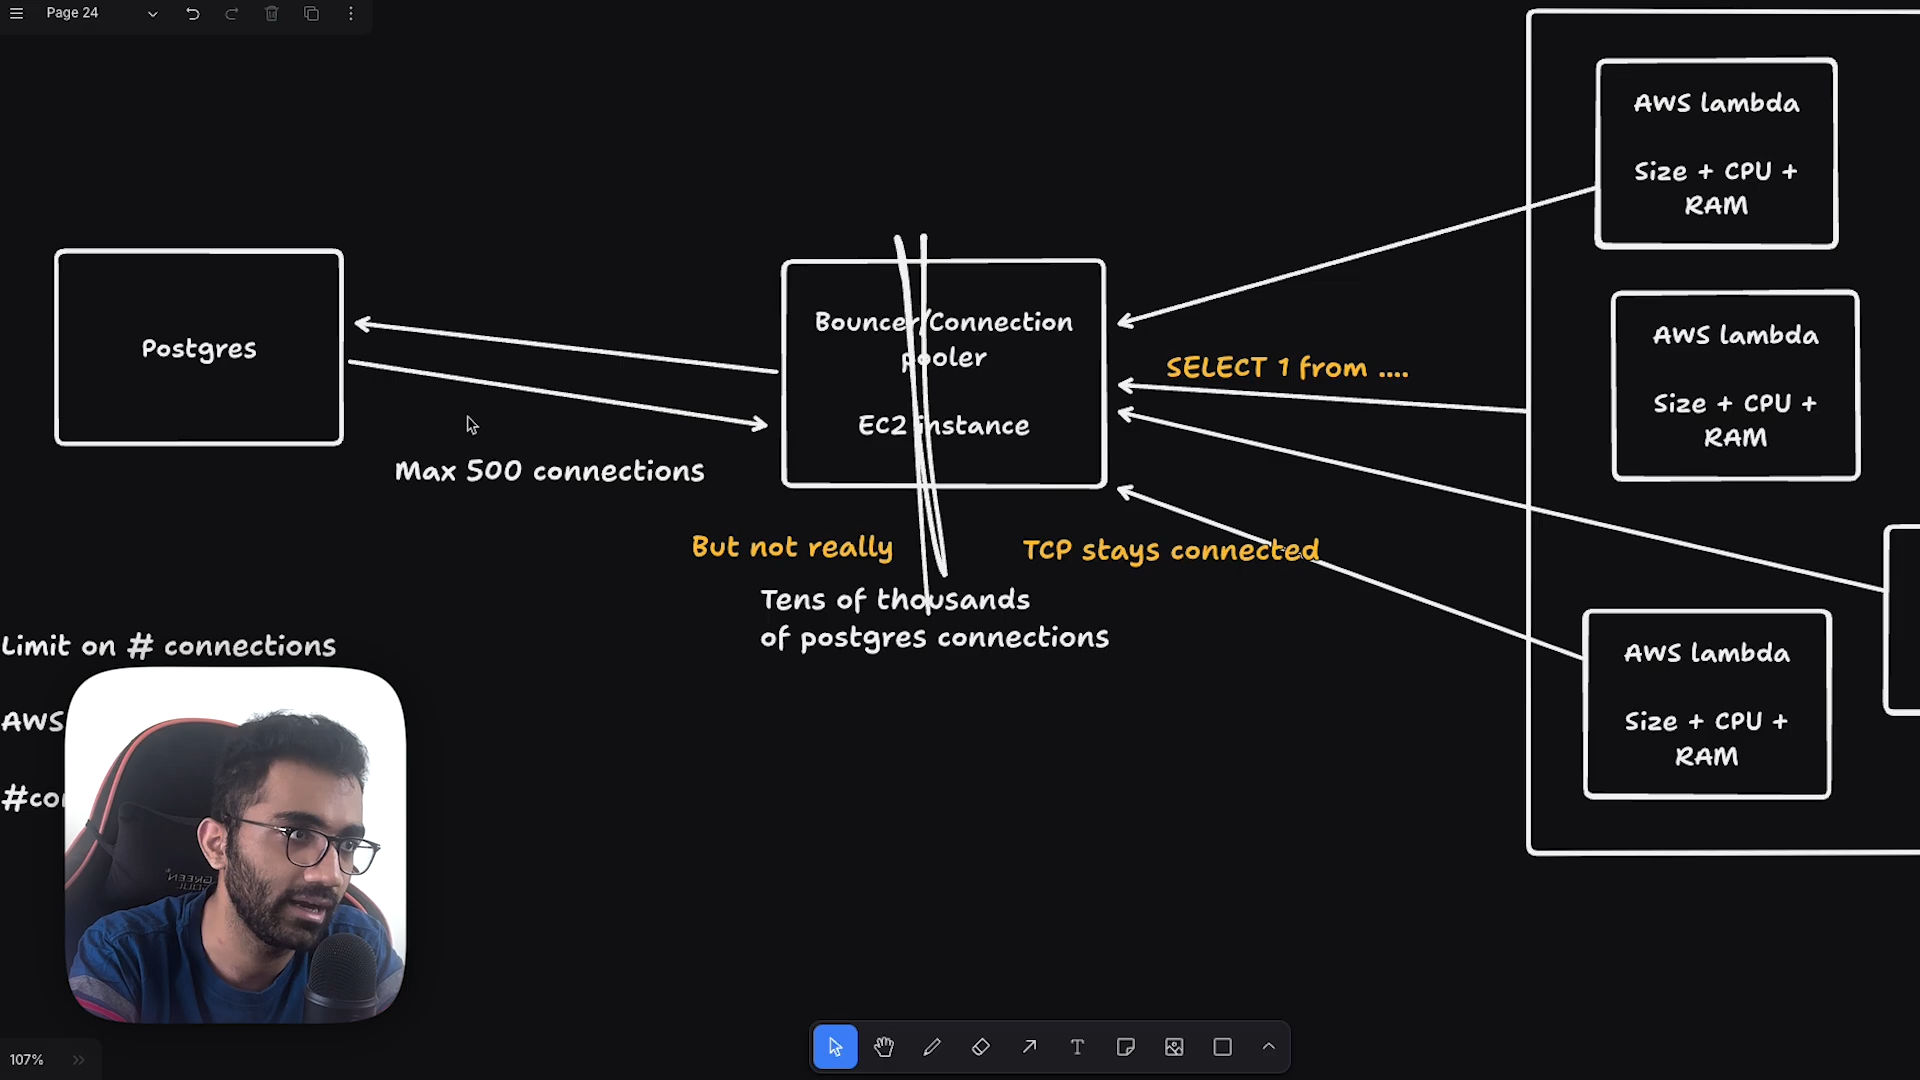 Page 24
AWS lambda
Size + CPU +
RAM
Postgres
Bouncer/Connection
pooler
EC2 instance
SELECT 1 from ....
AWS lambda
Size + CPU +
RAM
Max 500 connections
But not really
TCP stays connected
Tens of thousands
of postgres connections
Limit on # connections
AWS lambda
Size + CPU +
RAM
AWS
107%